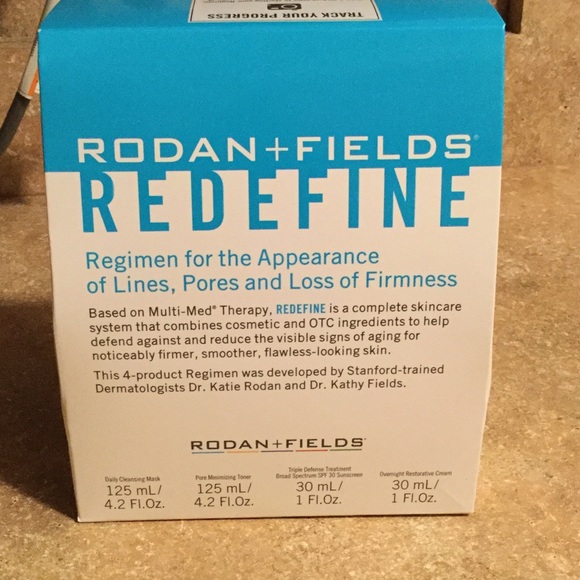 TRACK YOUR PROGRESS
RODAN+FIELDS®
REDEFINE
Regimen for the Appearance
of Lines, Pores and Loss of Firmness
Based on Multi-Med® Therapy, REDEFINE is a complete skincare
system that combines cosmetic and OTC ingredients to help
defend against and reduce the visible signs of aging for
noticeably firmer, smoother, flawless-looking skin.
This 4-product Regimen was developed by Stanford-trained
Dermatologists Dr. Katie Rodan and Dr. Kathy Fields.
RODAN+FIELDS®
Daily Cleansing Mask
125 mL/
4.2 Fl.Oz.
Pore Minimizing Toner
125 mL/
4.2 Fl.Oz.
Triple Defense Treatment
Broad Spectrum SPF 30 Sunscreen
30 mL/
1 Fl.Oz.
Overnight Restorative Cream
30 mL/
1 Fl.Oz.